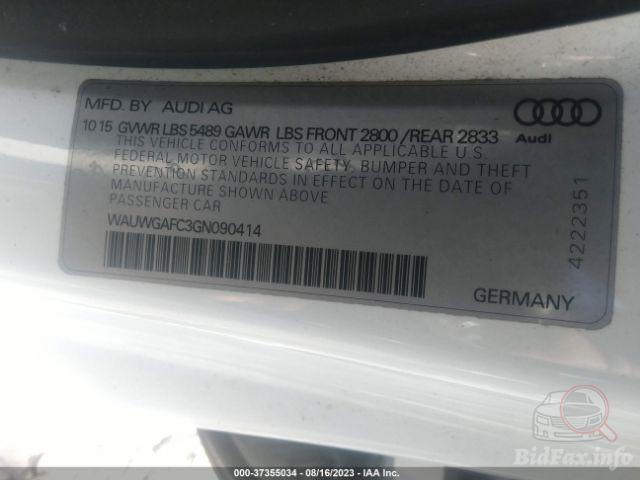 MFD. BY AUDI AG
10 15 GVWR LBS 5489 GAWR LBS FRONT 2800 / REAR 2833
THIS VEHICLE CONFORMS TO ALL APPLICABLE U.S.
FEDERAL MOTOR VEHICLE SAFETY, BUMPER AND THEFT
PREVENTION STANDARDS IN EFFECT ON THE DATE OF
MANUFACTURE SHOWN ABOVE
PASSENGER CAR
WAUWGAFC3GN090414
Audi
4222351
GERMANY
BidFax.info
000-37355034 - 08/16/2023 - IAA Inc.